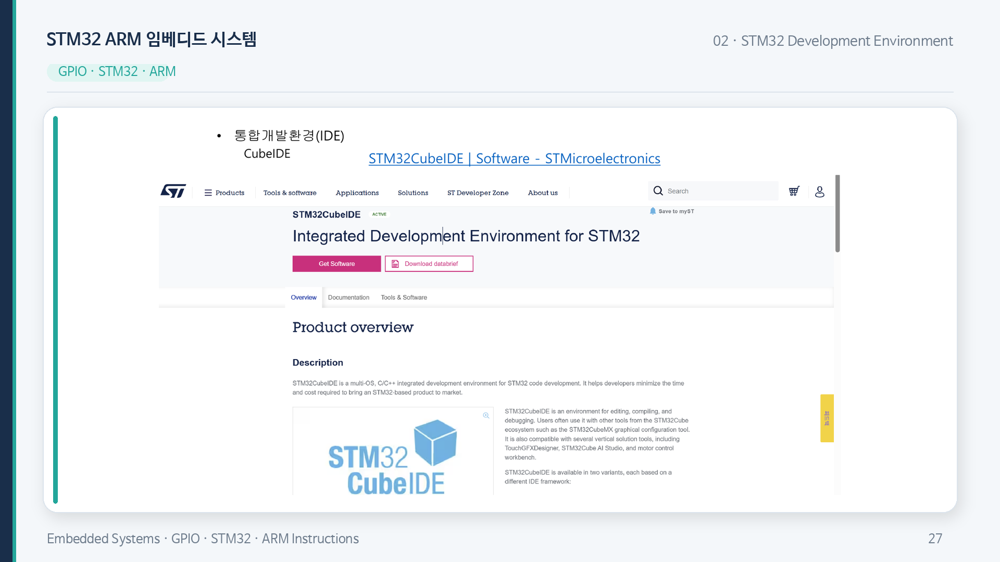 STM32 ARM 임베디드 시스템
02 · STM32 Development Environment
GPIO · STM32 · ARM
• 통합개발환경(IDE)
CubeIDE
STM32CubeIDE | Software - STMicroelectronics
Products
Tools & software
Applications
Solutions
ST Developer Zone
About us
Search
STM32CubeIDE
ACTIVE
Save to myST
Integrated Development Environment for STM32
Get Software
Download databrief
Overview
Documentation
Tools & Software
Product overview
Description
STM32CubeIDE is a multi-OS, C/C++ integrated development environment for STM32 code development. It helps developers minimize the time
and cost required to bring an STM32-based product to market.
STM32
CubeIDE
STM32CubeIDE is an environment for editing, compiling, and
debugging. Users often use it with other tools from the STM32Cube
ecosystem such as the STM32CubeMX graphical configuration tool.
It is also compatible with several vertical solution tools, including
TouchGFXDesigner, STM32Cube AI Studio, and motor control
workbench.
STM32CubeIDE is available in two variants, each based on a
different IDE framework:
피드백
Embedded Systems · GPIO · STM32 · ARM Instructions
27